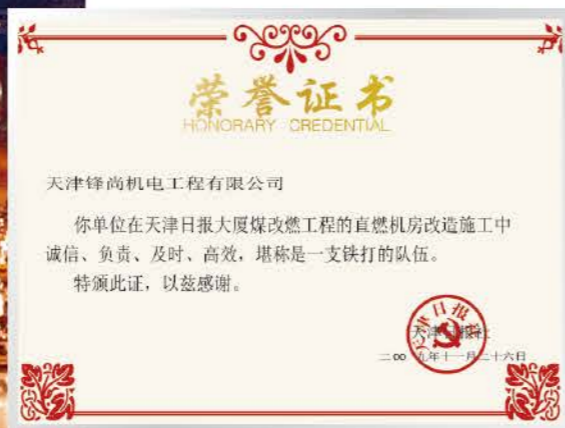 荣誉证书
HONORARY CREDENTIAL
天津锋尚机电工程有限公司
你单位在天津日报大厦煤改燃工程的直燃机房改造施工中
诚信、负责、及时、高效，堪称是一支铁打的队伍。
特颁此证，以兹感谢。
天津日报社
二00九年十一月二十六日